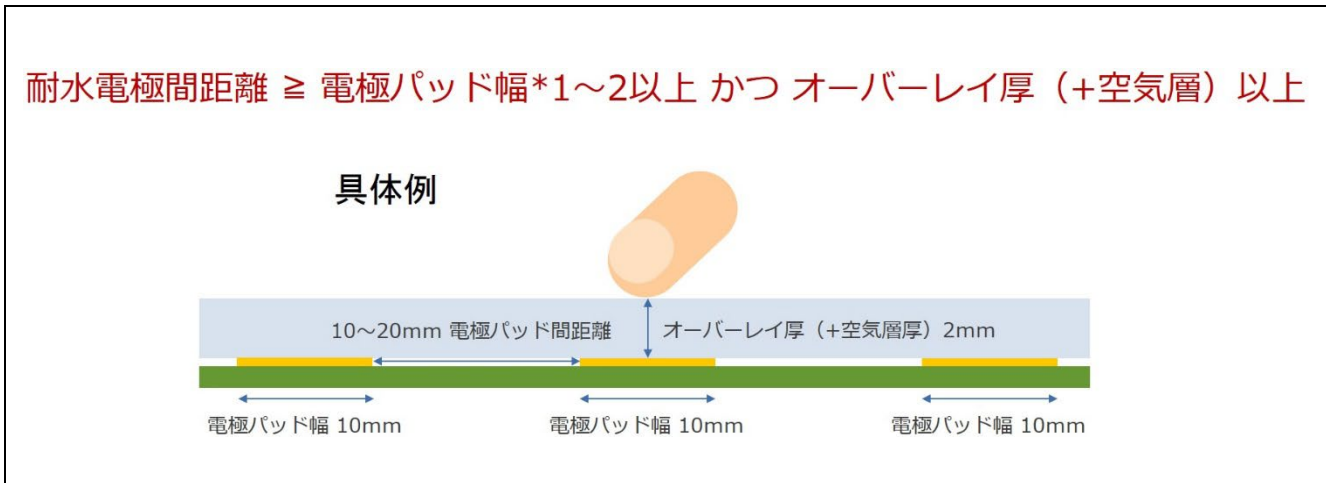 耐水電極間距離 ≧ 電極パッド幅*1～2以上 かつ オーバーレイ厚（+空気層）以上
具体例
10～20mm 電極パッド間距離
オーバーレイ厚（+空気層厚）2mm
電極パッド幅 10mm
電極パッド幅 10mm
電極パッド幅 10mm